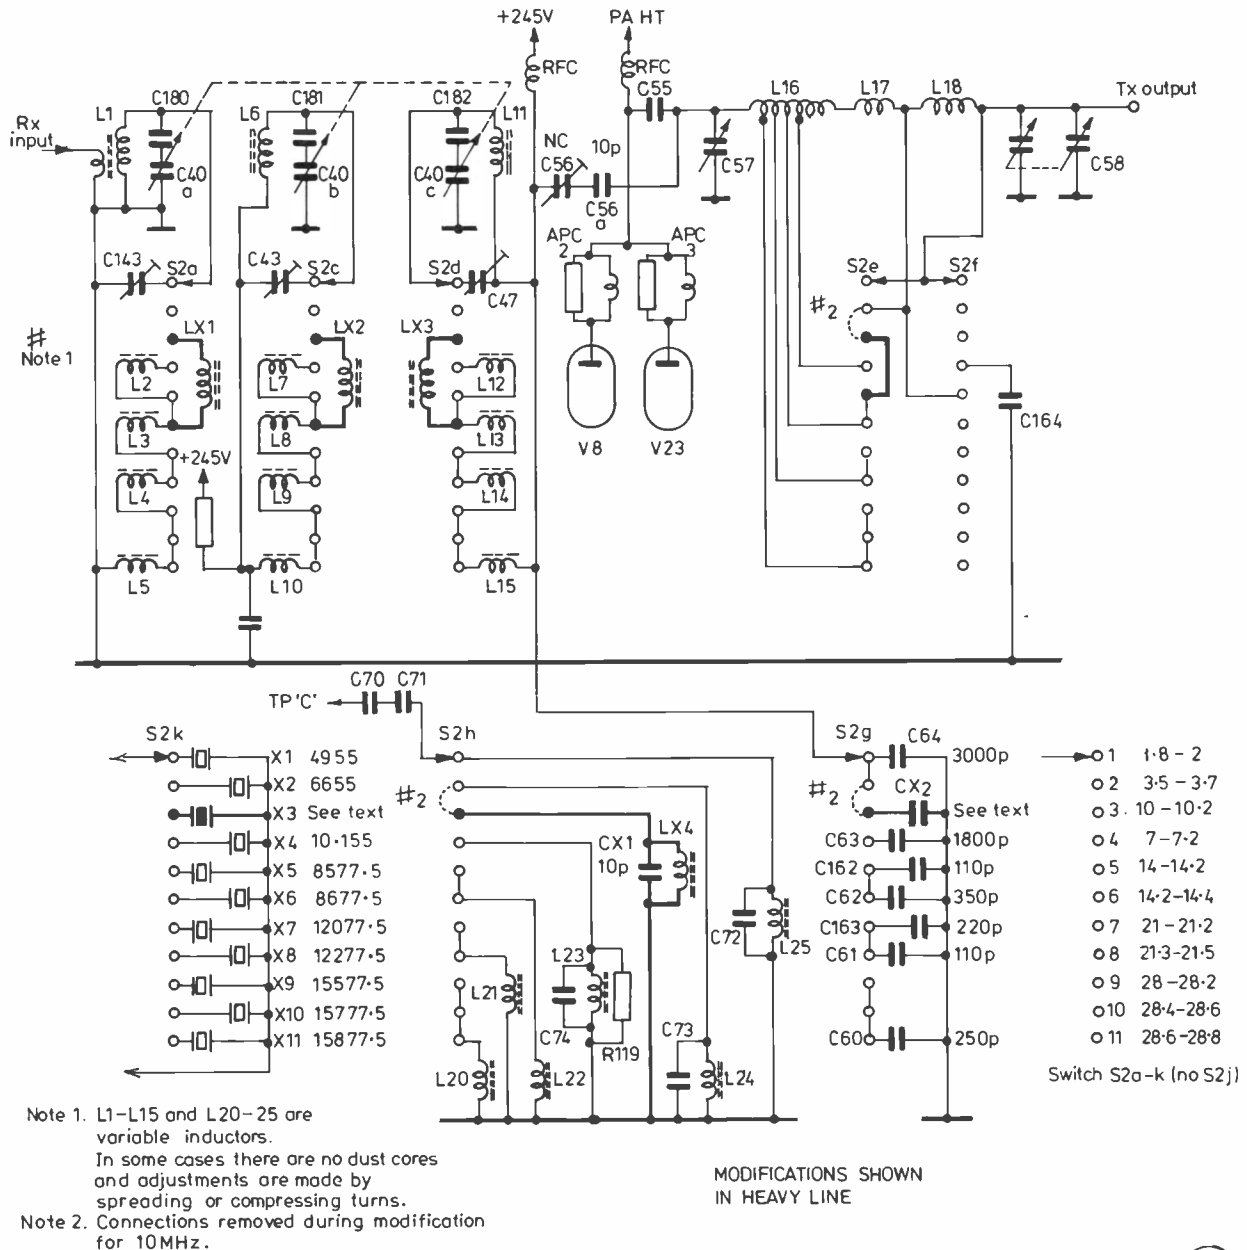 +245V
PA HT
RFC
RFC
C55
L16
L17
L18
Tx output
Rx
input
L1
C180
L6
C181
C182
L11
C40
a
C40
b
C40
c
NC
C56
10p
C56
a
C57
C58
APC
2
APC
3
C143
S2a
C43
S2c
S2d
C47
S2e
S2f
#2
#
Note 1
LX1
LX2
LX3
L2
L7
L12
L3
L8
L13
+245V
L4
L9
L14
L5
L10
L15
V8
V23
C164
TP 'C'
C70
C71
S2k
S2h
S2g
C64
X1 4955
3000p
1 1·8 – 2
X2 6655
#2
#2
CX2
2 3·5 – 3·7
X3 See text
See text
3 . 10 – 10·2
X4 10·155
CX1
10p
LX4
C63
1800p
4 7–7·2
X5 8577·5
C162
110p
5 14–14·2
X6 8677·5
C62
350p
6 14·2–14·4
X7 12077·5
C72
L25
C163
220p
7 21 – 21·2
X8 12277·5
L23
C61
110p
8 21·3–21·5
X9 15577·5
L21
9 28 –28·2
X10 15777·5
C74
10 28·4–28·6
X11 15877·5
R119
C73
C60
250p
11 28·6–28·8
L20
L22
L24
Switch S2a–k (no S2j)
Note 1. L1–L15 and L20–25 are
variable inductors.
In some cases there are no dust cores
and adjustments are made by
spreading or compressing turns.
Note 2. Connections removed during modification
for 10MHz.
MODIFICATIONS SHOWN
IN HEAVY LINE